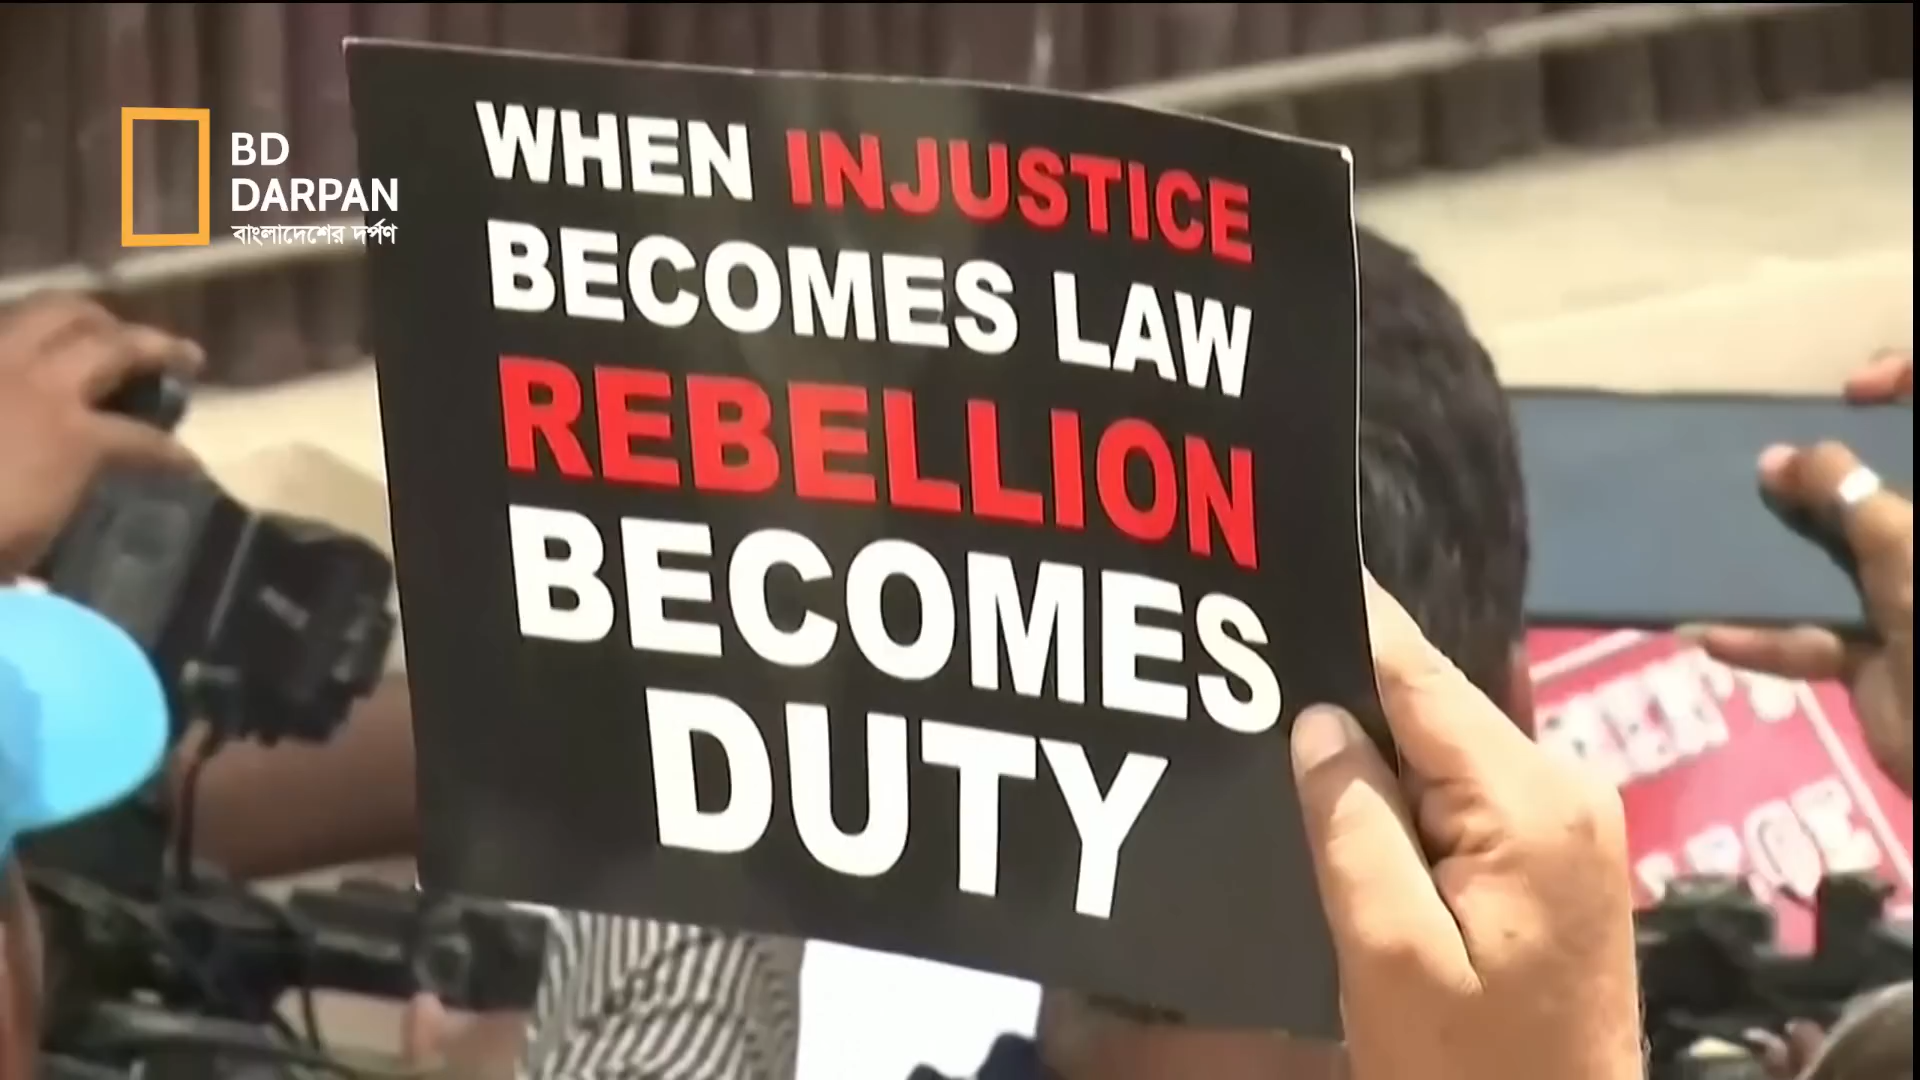 BD
DARPAN
বাংলাদেশের দর্পণ
WHEN INJUSTICE
BECOMES LAW
REBELLION
BECOMES
DUTY